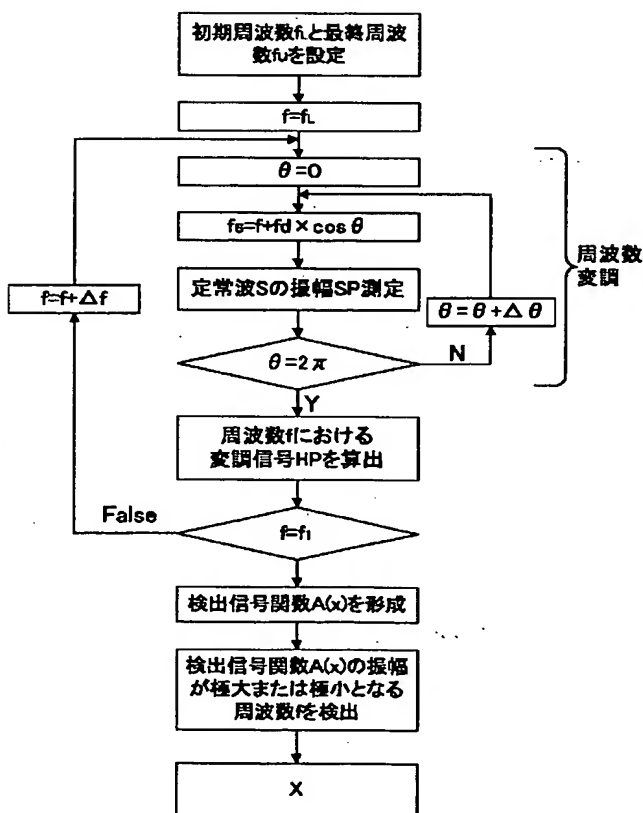 初期周波数fLと最終周波
数fuを設定
f=fL
θ=0
fs=f+fd×cosθ
周波数
変調
定常波Sの振幅SP測定
f=f+Δf
θ=θ+Δθ
θ=2π
N
Y
周波数fにおける
変調信号HPを算出
False
f=fI
検出信号関数A(x)を形成
検出信号関数A(x)の振幅
が極大または極小となる
周波数fを検出
X